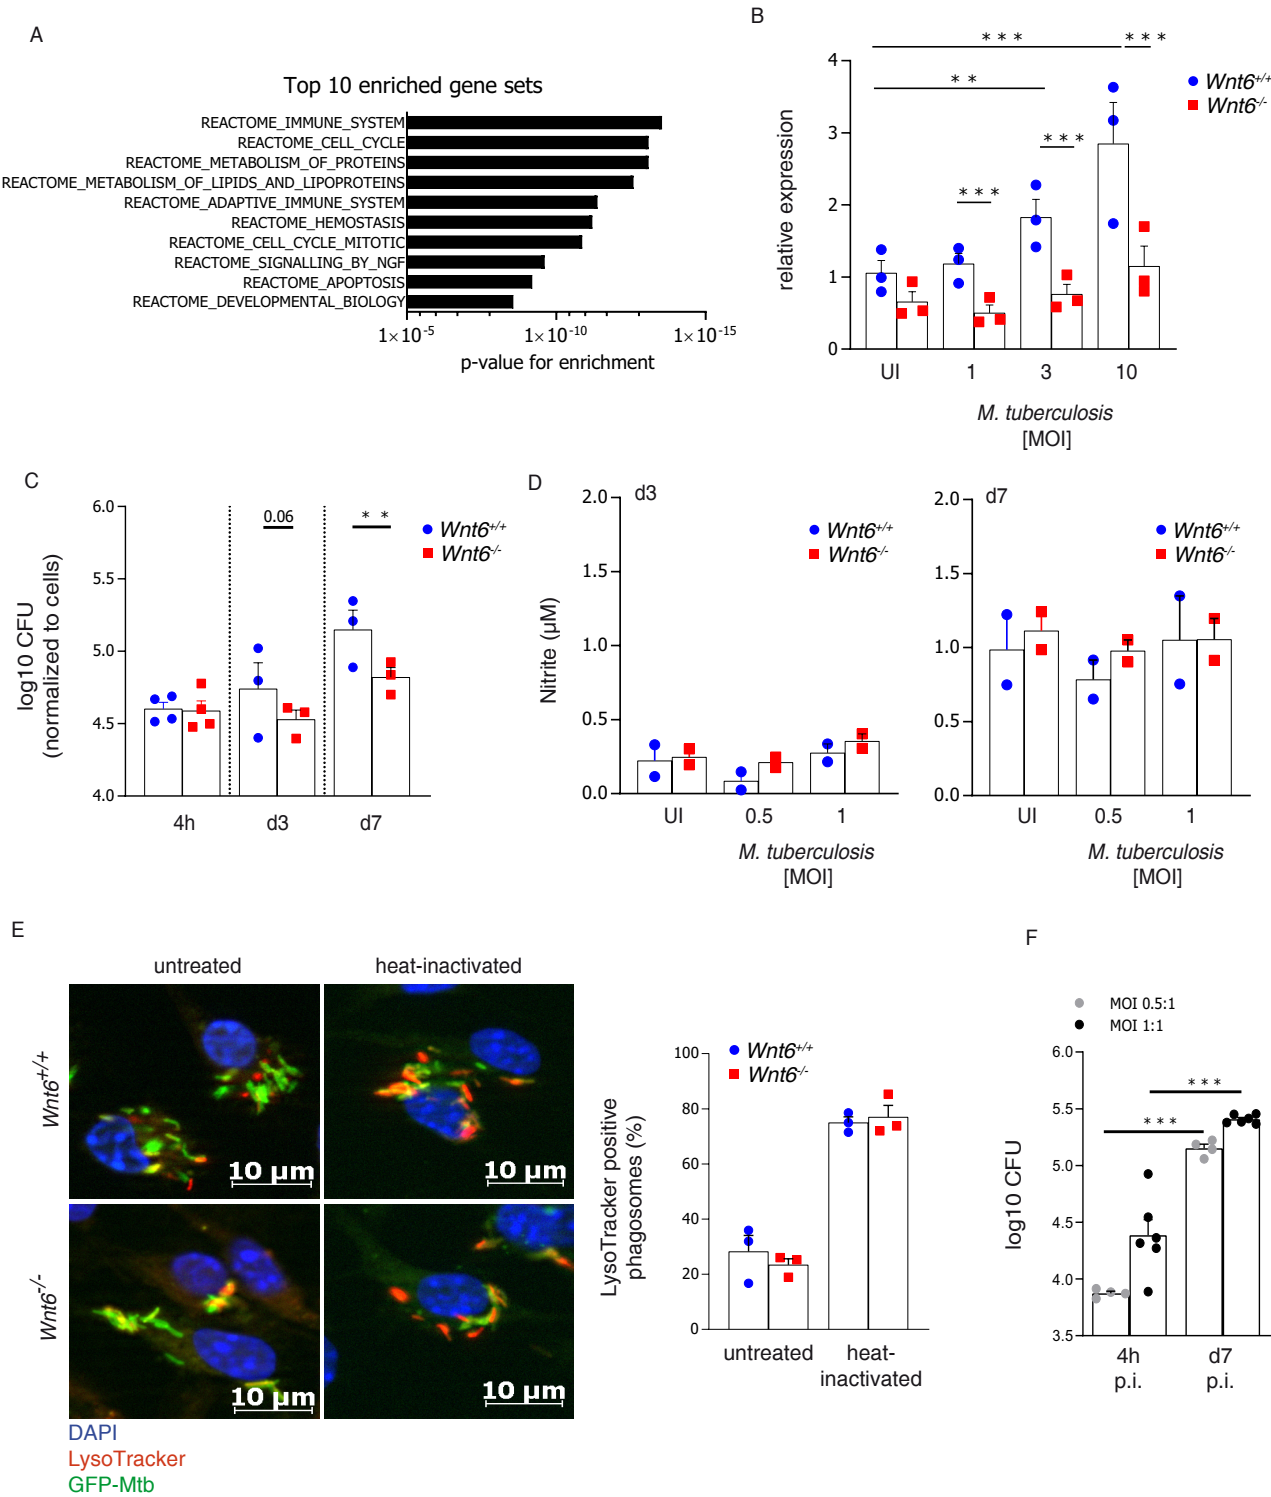 A
Top 10 enriched gene sets
REACTOME_IMMUNE_SYSTEM
REACTOME_CELL_CYCLE
REACTOME_METABOLISM_OF_PROTEINS
REACTOME_METABOLISM_OF_LIPIDS_AND_LIPOPROTEINS
REACTOME_ADAPTIVE_IMMUNE_SYSTEM
REACTOME_HEMOSTASIS
REACTOME_CELL_CYCLE_MITOTIC
REACTOME_SIGNALLING_BY_NGF
REACTOME_APOPTOSIS
REACTOME_DEVELOPMENTAL_BIOLOGY
1×10-5 1×10-10 1×10-15
p-value for enrichment
B
relative expression
4
3
2
1
0
***
***
**
***
***
Wnt6+/+
Wnt6-/-
UI 1 3 10
M. tuberculosis
[MOI]
C
log10 CFU
(normalized to cells)
6.0
5.5
5.0
4.5
4.0
0.06
**
Wnt6+/+
Wnt6-/-
4h d3 d7
D
Nitrite (µM)
d3
2.0
1.5
1.0
0.5
0.0
Wnt6+/+
Wnt6-/-
UI 0.5 1
M. tuberculosis
[MOI]
d7
2.0
1.5
1.0
0.5
0.0
Wnt6+/+
Wnt6-/-
UI 0.5 1
M. tuberculosis
[MOI]
E
untreated heat-inactivated
Wnt6+/+
10 µm
10 µm
Wnt6-/-
10 µm
10 µm
DAPI
LysoTracker
GFP-Mtb
LysoTracker positive
phagosomes (%)
100
80
60
40
20
0
Wnt6+/+
Wnt6-/-
untreated heat-
inactivated
F
MOI 0.5:1
MOI 1:1
log10 CFU
6.0
5.5
5.0
4.5
4.0
3.5
***
***
4h d7
p.i. p.i.